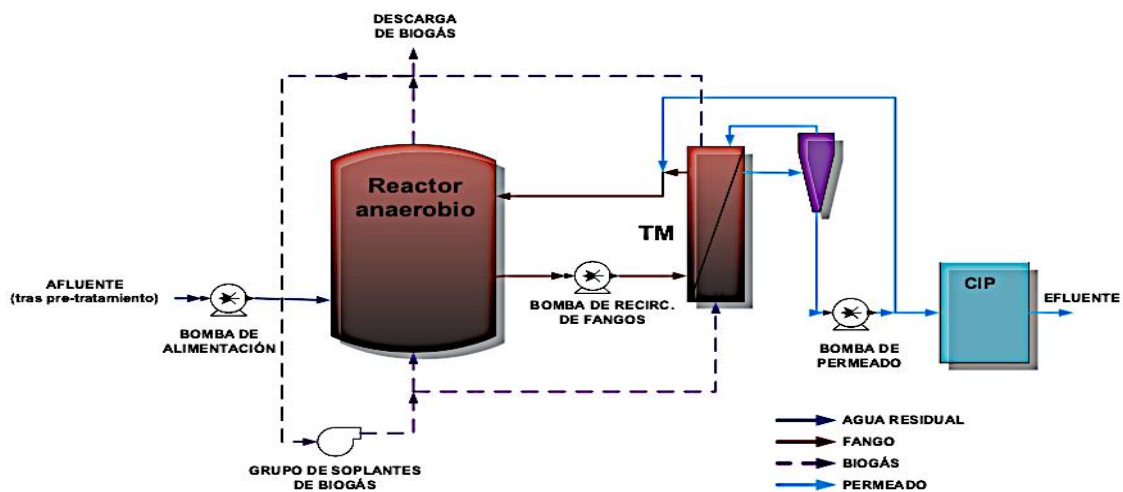 DESCARGA
DE BIOGÁS
Reactor
anaerobio
TM
AFLUENTE
(tras pre-tratamiento)
BOMBA DE
ALIMENTACIÓN
BOMBA DE RECIRC.
DE FANGOS
CIP
EFLUENTE
BOMBA DE
PERMEADO
GRUPO DE SOPLANTES
DE BIOGÁS
AGUA RESIDUAL
FANGO
BIOGÁS
PERMEADO